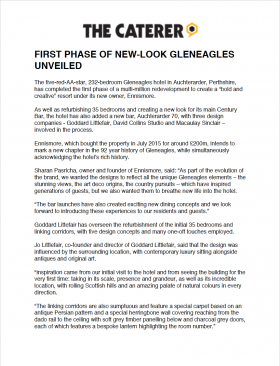 THE CATERER
FIRST PHASE OF NEW-LOOK GLENEAGLES
UNVEILED
The five-red-AA-star, 232-bedroom Gleneagles hotel in Auchterarder, Perthshire,
has completed the first phase of a multi-million redevelopment to create a "bold and
creative" resort under its new owner, Ennismore.
As well as refurbishing 35 bedrooms and creating a new look for its main Century
Bar, the hotel has also added a new bar, Auchterarder 70, with three design
companies - Goddard Littlefair, David Collins Studio and Macaulay Sinclair –
involved in the process.
Ennismore, which bought the property in July 2015 for around £200m, intends to
mark a new chapter in the 92 year history of Gleneagles, while simultaneously
acknowledging the hotel's rich history.
Sharan Pasricha, owner and founder of Ennismore, said: "As part of the evolution of
the brand, we wanted the designs to reflect all the unique Gleneagles elements – the
stunning views, the art deco origins, the country pursuits – which have inspired
generations of guests, but we also wanted them to breathe new life into the hotel.
"The bar launches have also created exciting new dining concepts and we look
forward to introducing these experiences to our residents and guests."
Goddard Littlefair has overseen the refurbishment of the initial 35 bedrooms and
linking corridors, with five design concepts and many one-off touches employed.
Jo Littlefair, co-founder and director of Goddard Littlefair, said that the design was
influenced by the surrounding location, with contemporary luxury sitting alongside
antiques and original art.
"Inspiration came from our initial visit to the hotel and from seeing the building for the
very first time: taking in its scale, presence and grandeur, as well as its incredible
location, with rolling Scottish hills and an amazing palate of natural colours in every
direction.
"The linking corridors are also sumptuous and feature a special carpet based on an
antique Persian pattern and a special herringbone wall covering reaching from the
dado rail to the ceiling with soft grey timber panelling below and charcoal grey doors,
each of which features a bespoke lantern highlighting the room number."